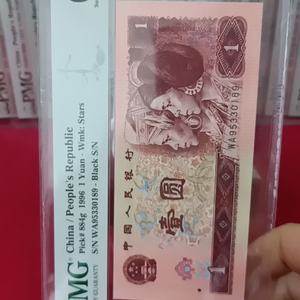 PMG
China / People's Republic
Pick# 884g 1996 1 Yuan - Wmk: Stars
S/N WA95330189 - Black S/N
GUARANTY
中国人民银行
壹圆
WA95330189
1
1